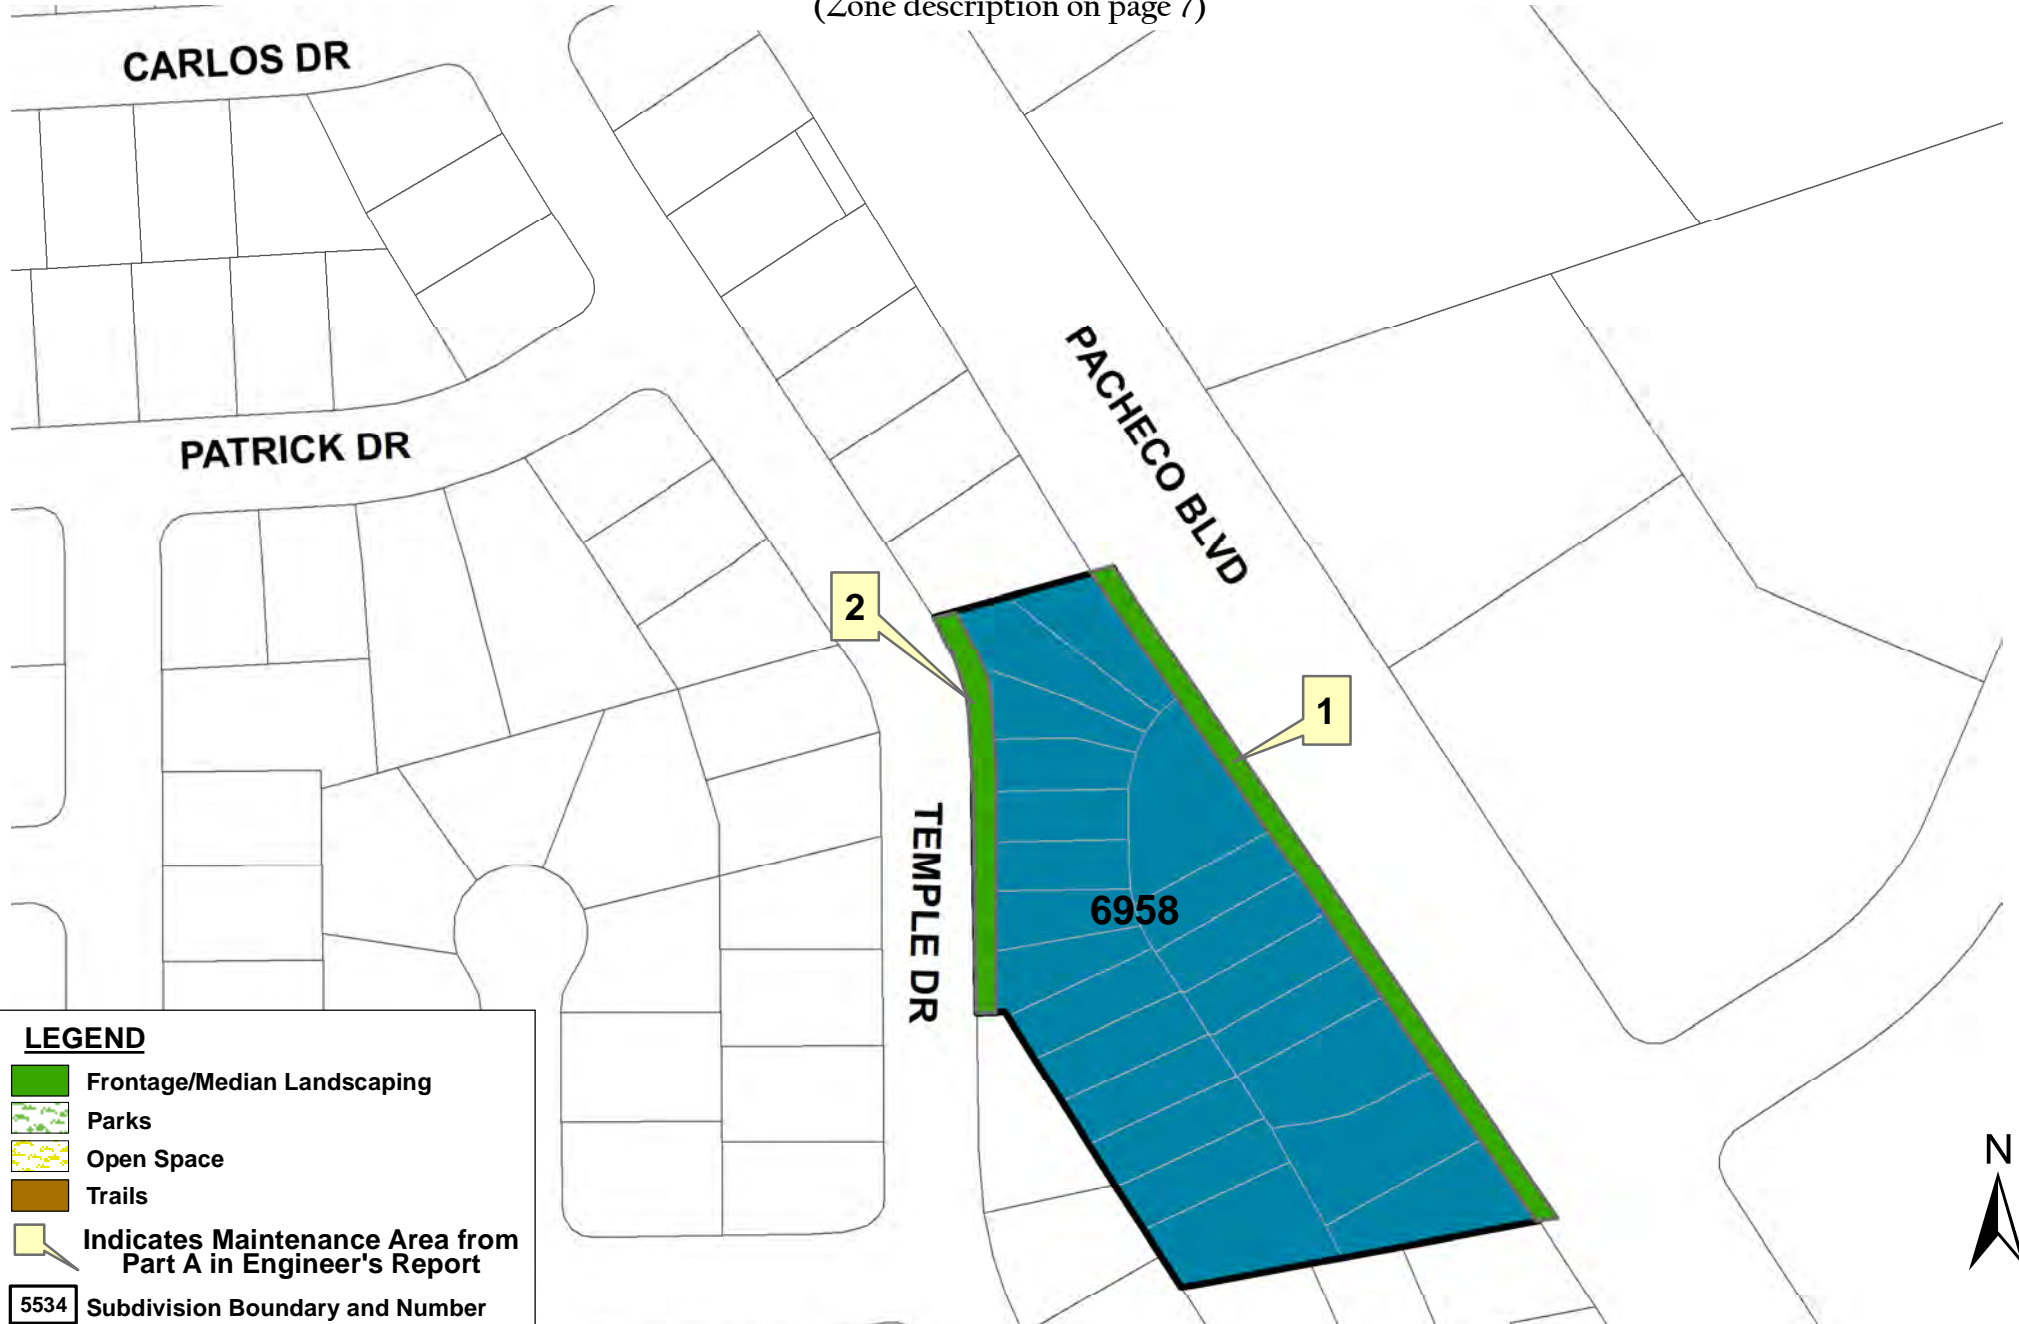 (Zone description on page 7)
CARLOS DR
PATRICK DR
PACHECO BLVD
2
1
TEMPLE DR
6958
LEGEND
Frontage/Median Landscaping
Parks
Open Space
Trails
Indicates Maintenance Area from
Part A in Engineer's Report
5534 Subdivision Boundary and Number
N